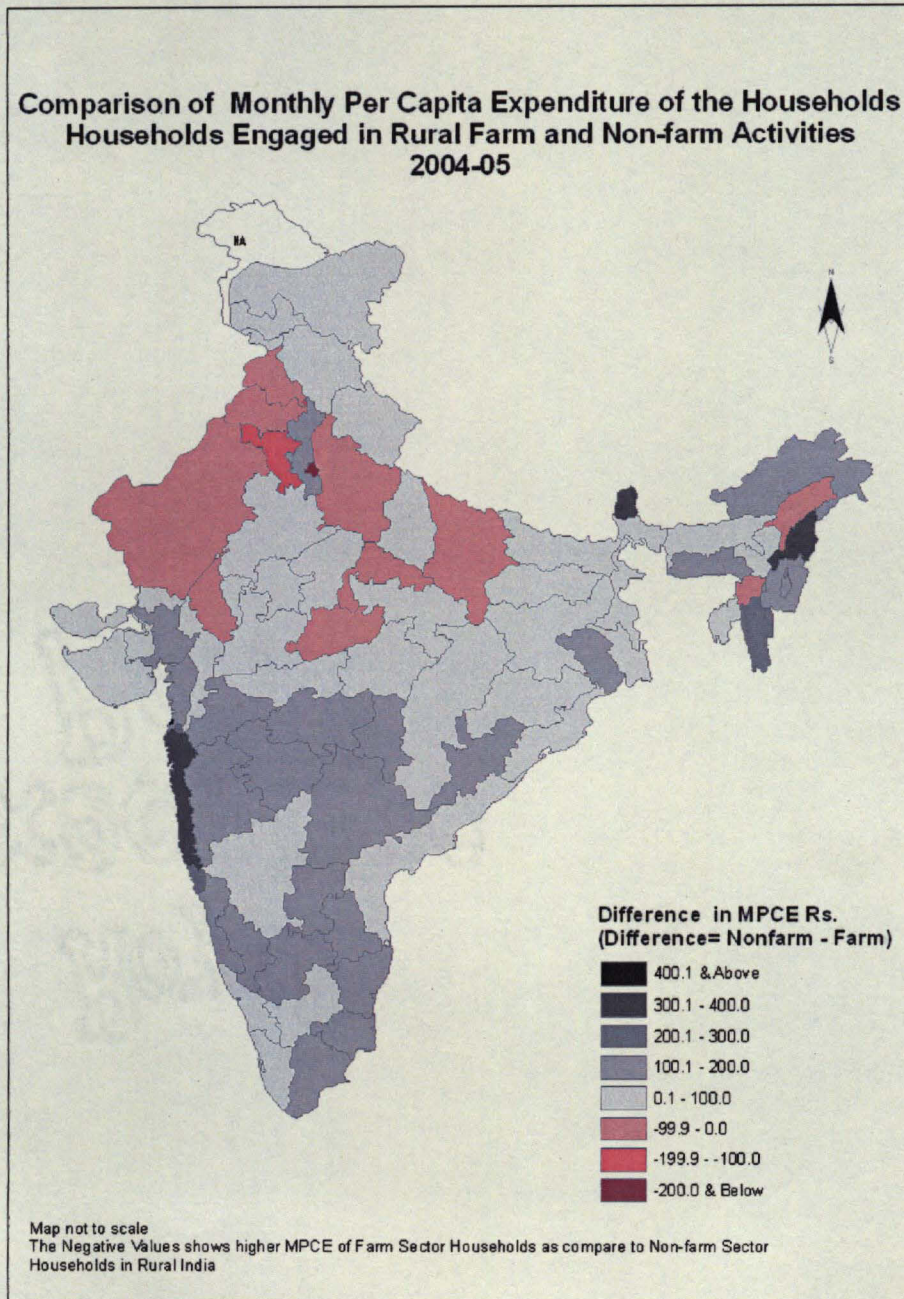 Comparison of Monthly Per Capita Expenditure of the Households
Households Engaged in Rural Farm and Non-farm Activities
2004-05
NA
N
S
Difference in MPCE Rs.
(Difference= Nonfarm - Farm)
400.1 & Above
300.1 - 400.0
200.1 - 300.0
100.1 - 200.0
0.1 - 100.0
-99.9 - 0.0
-199.9 - -100.0
-200.0 & Below
Map not to scale
The Negative Values shows higher MPCE of Farm Sector Households as compare to Non-farm Sector
Households in Rural India